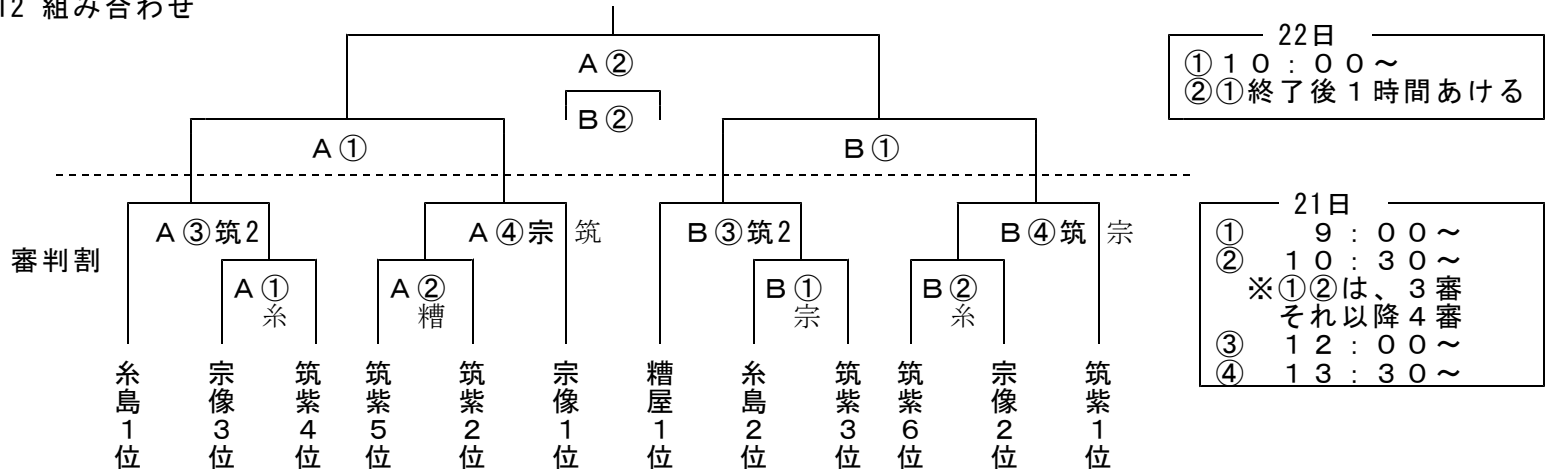 12 組み合わせ
A②
B②
A①
B①
22日
①10:00～
②①終了後1時間あける
審判割
A③筑2
A④宗 筑
B③筑2
B④筑 宗
A①
糸
A②
糟
B①
宗
B②
糸
21日
① 9:00～
② 10:30～
※①②は、3審
それ以降4審
③ 12:00～
④ 13:30～
糸島1位
宗像3位
筑紫4位
筑紫5位
筑紫2位
宗像1位
糟屋1位
糸島2位
筑紫3位
筑紫6位
宗像2位
筑紫1位